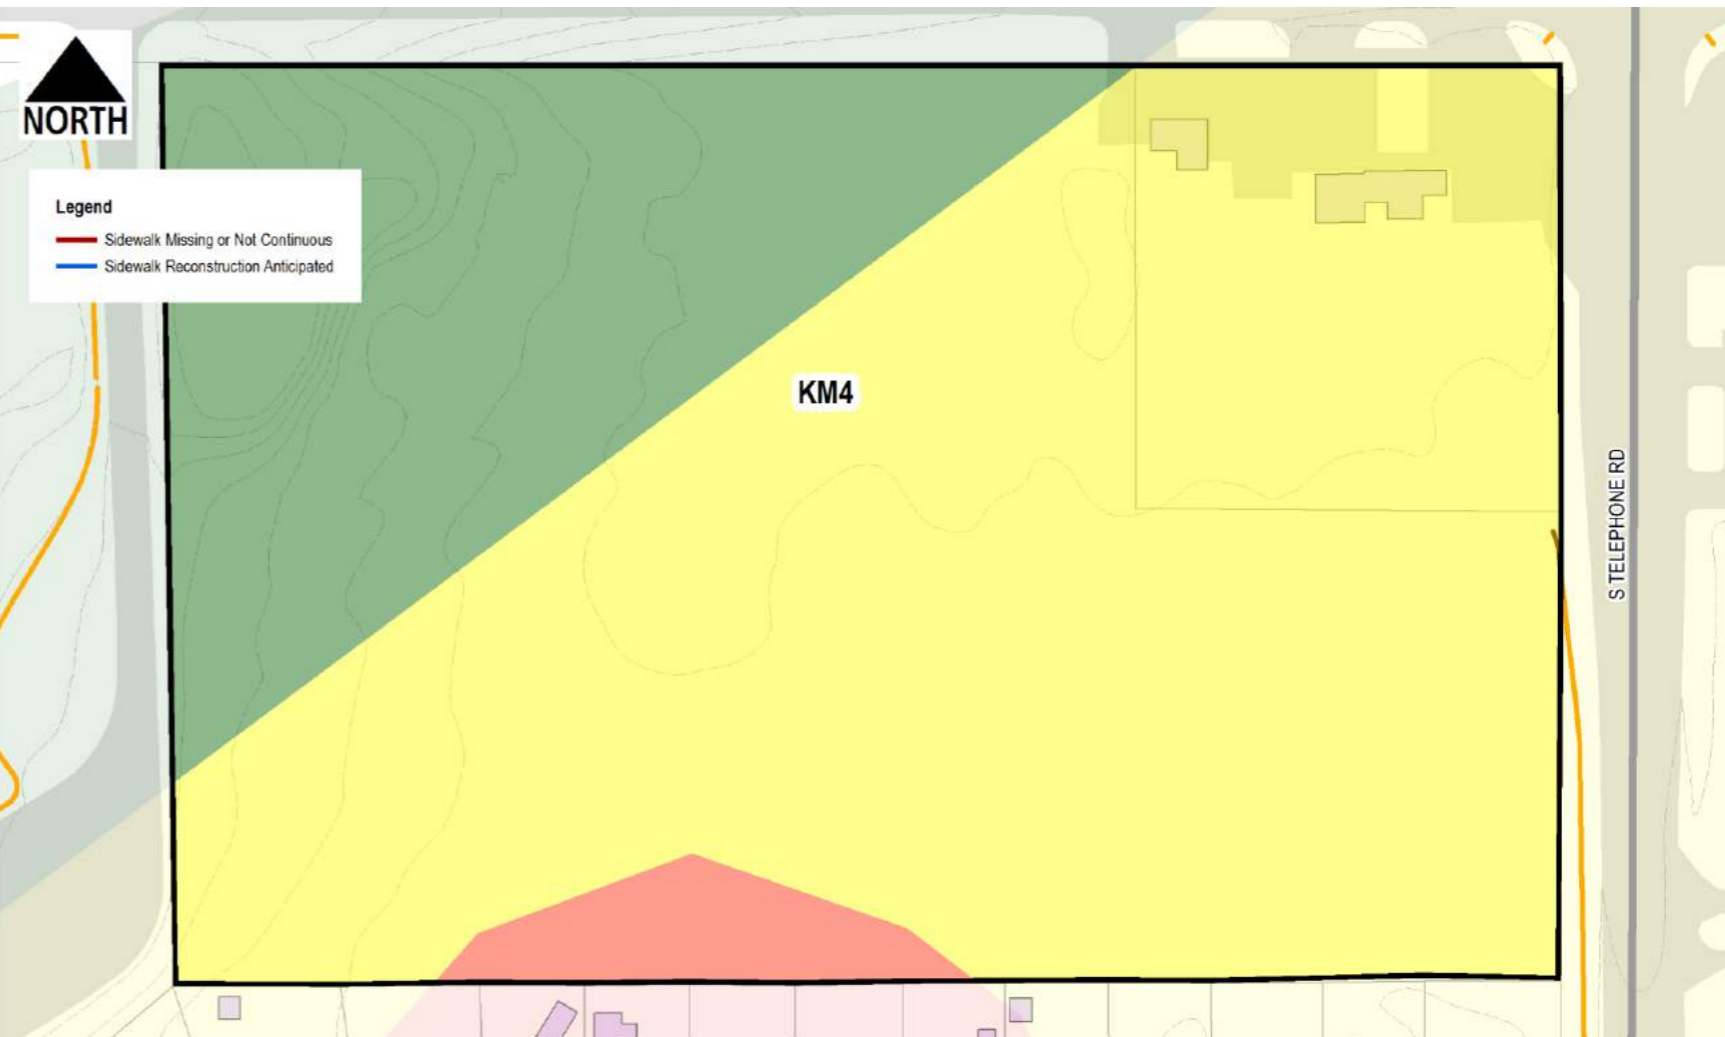 NORTH
Legend
Sidewalk Missing or Not Continuous
Sidewalk Reconstruction Anticipated
KM4
S TELEPHONE RD